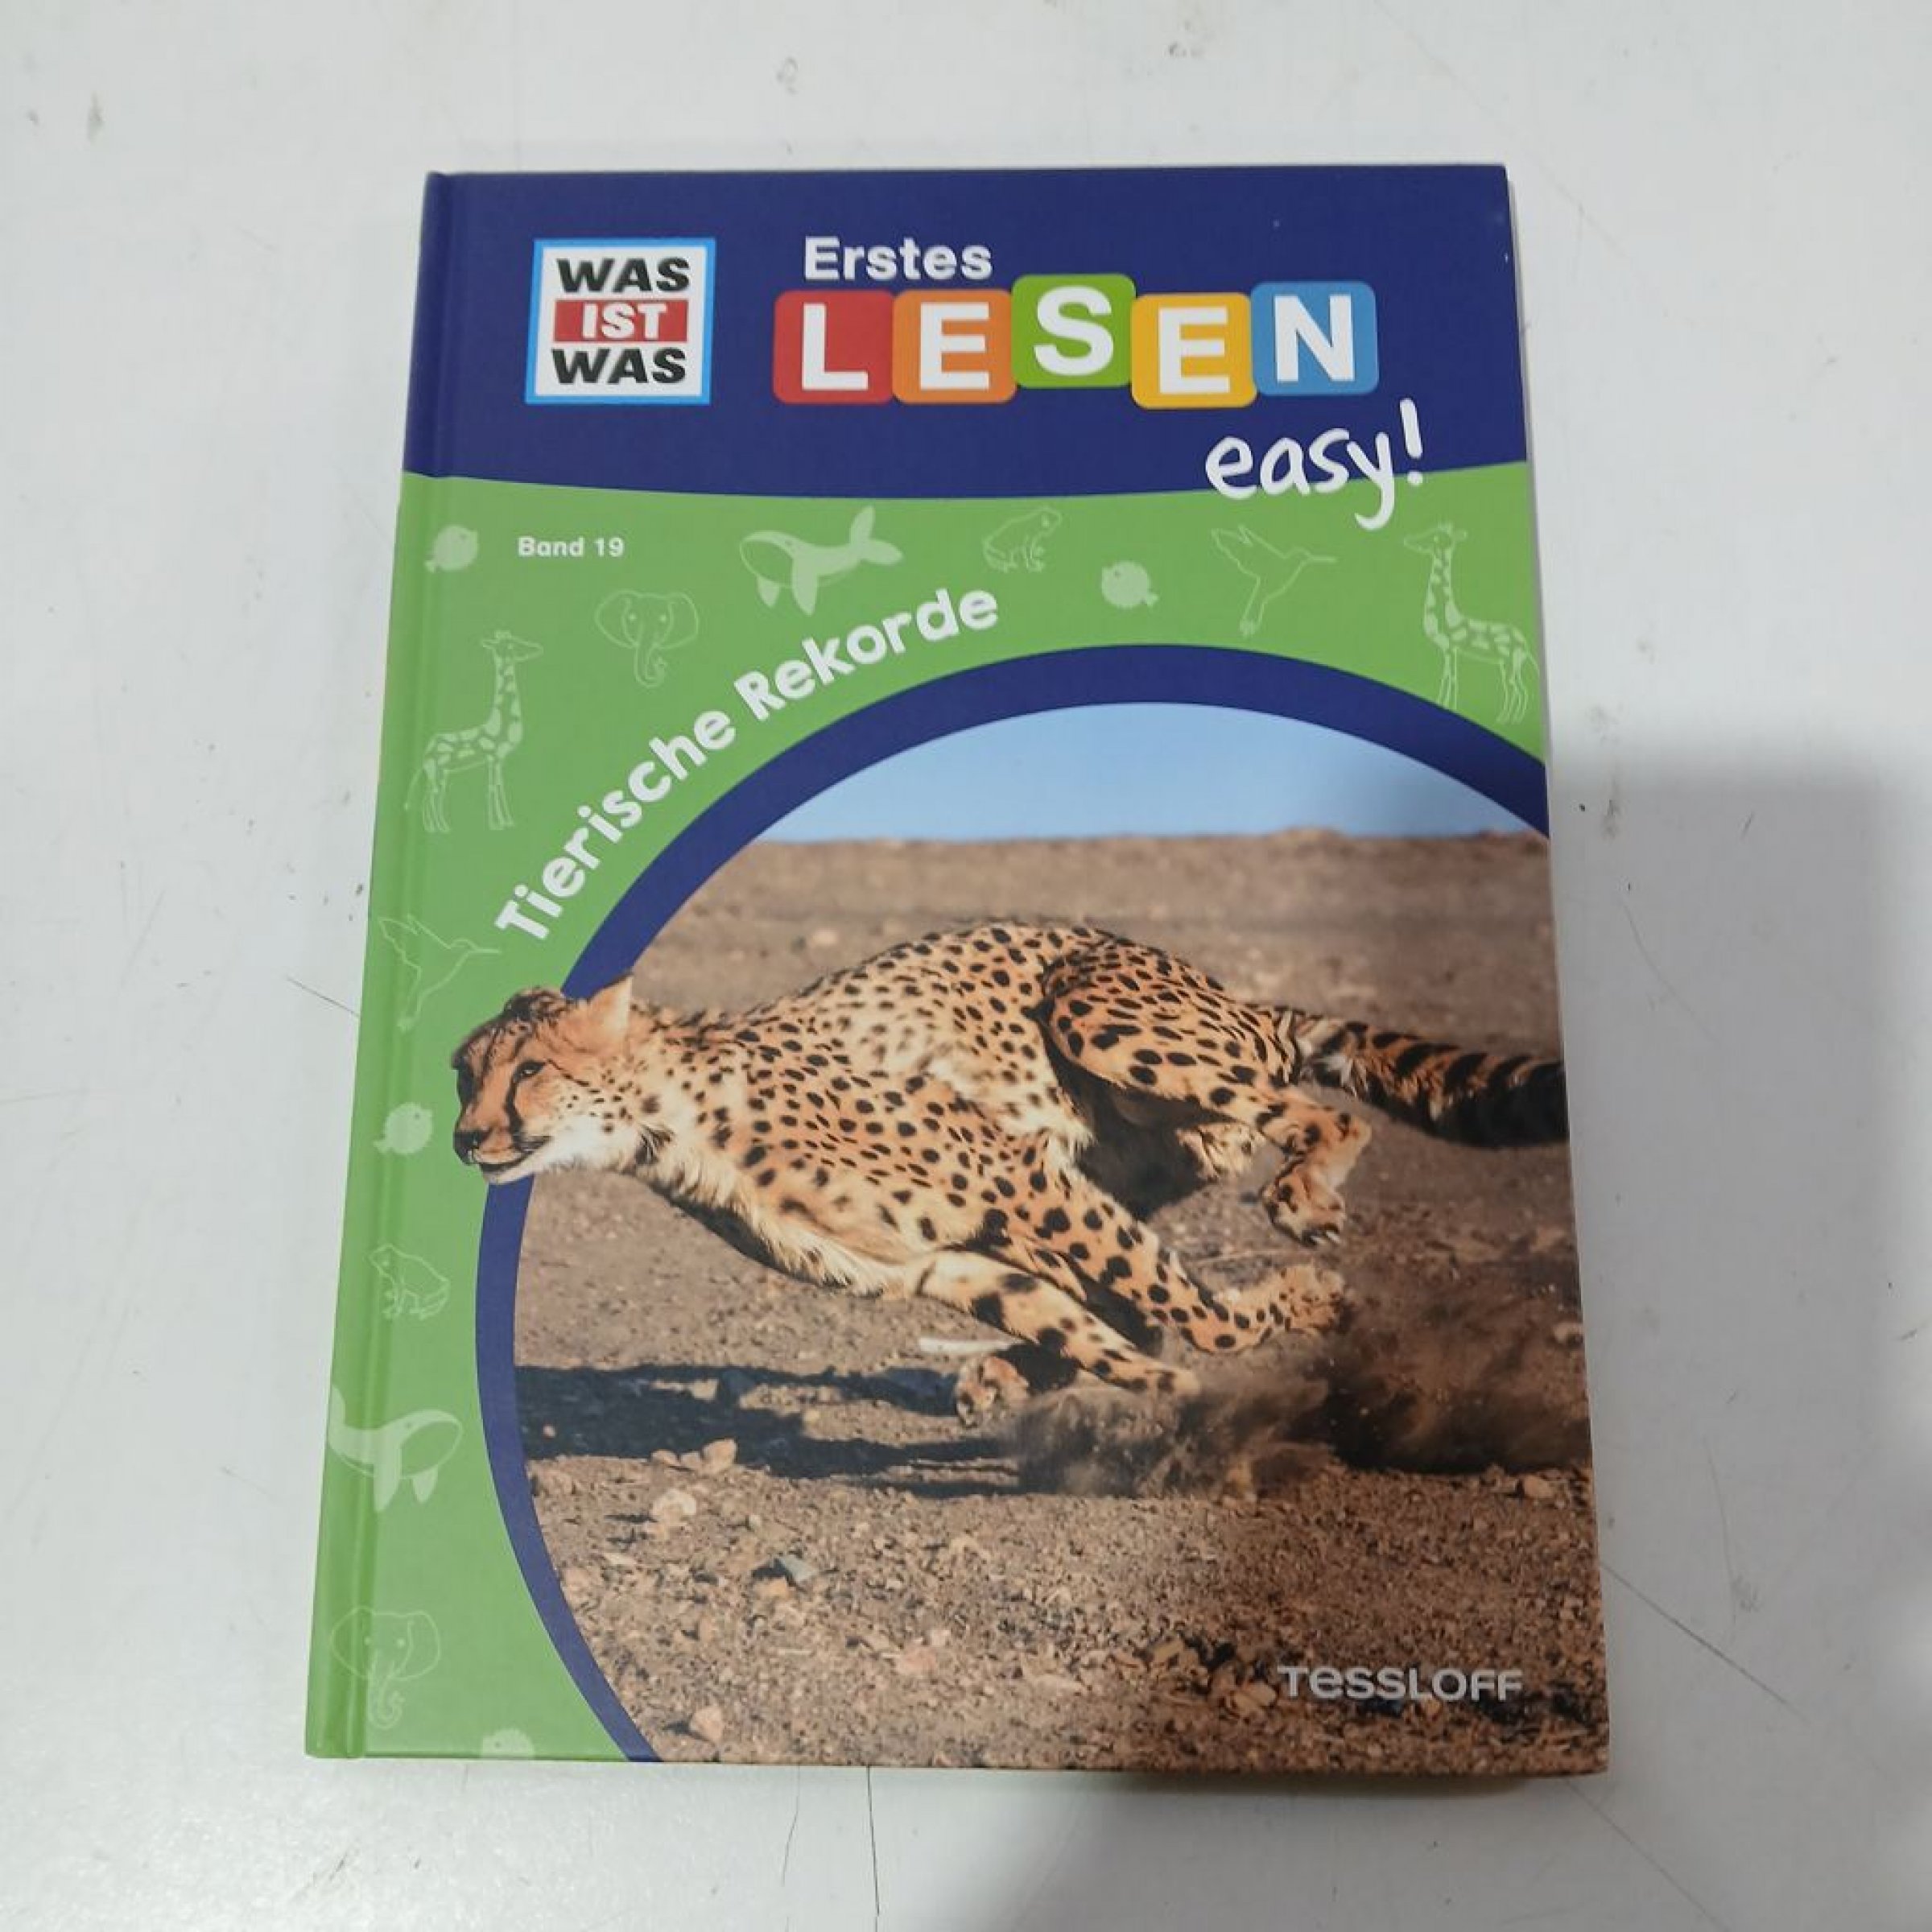 WAS
IST
WAS
Erstes
LESEN
easy!
Band 19
Tierische Rekorde
TESSLOFF